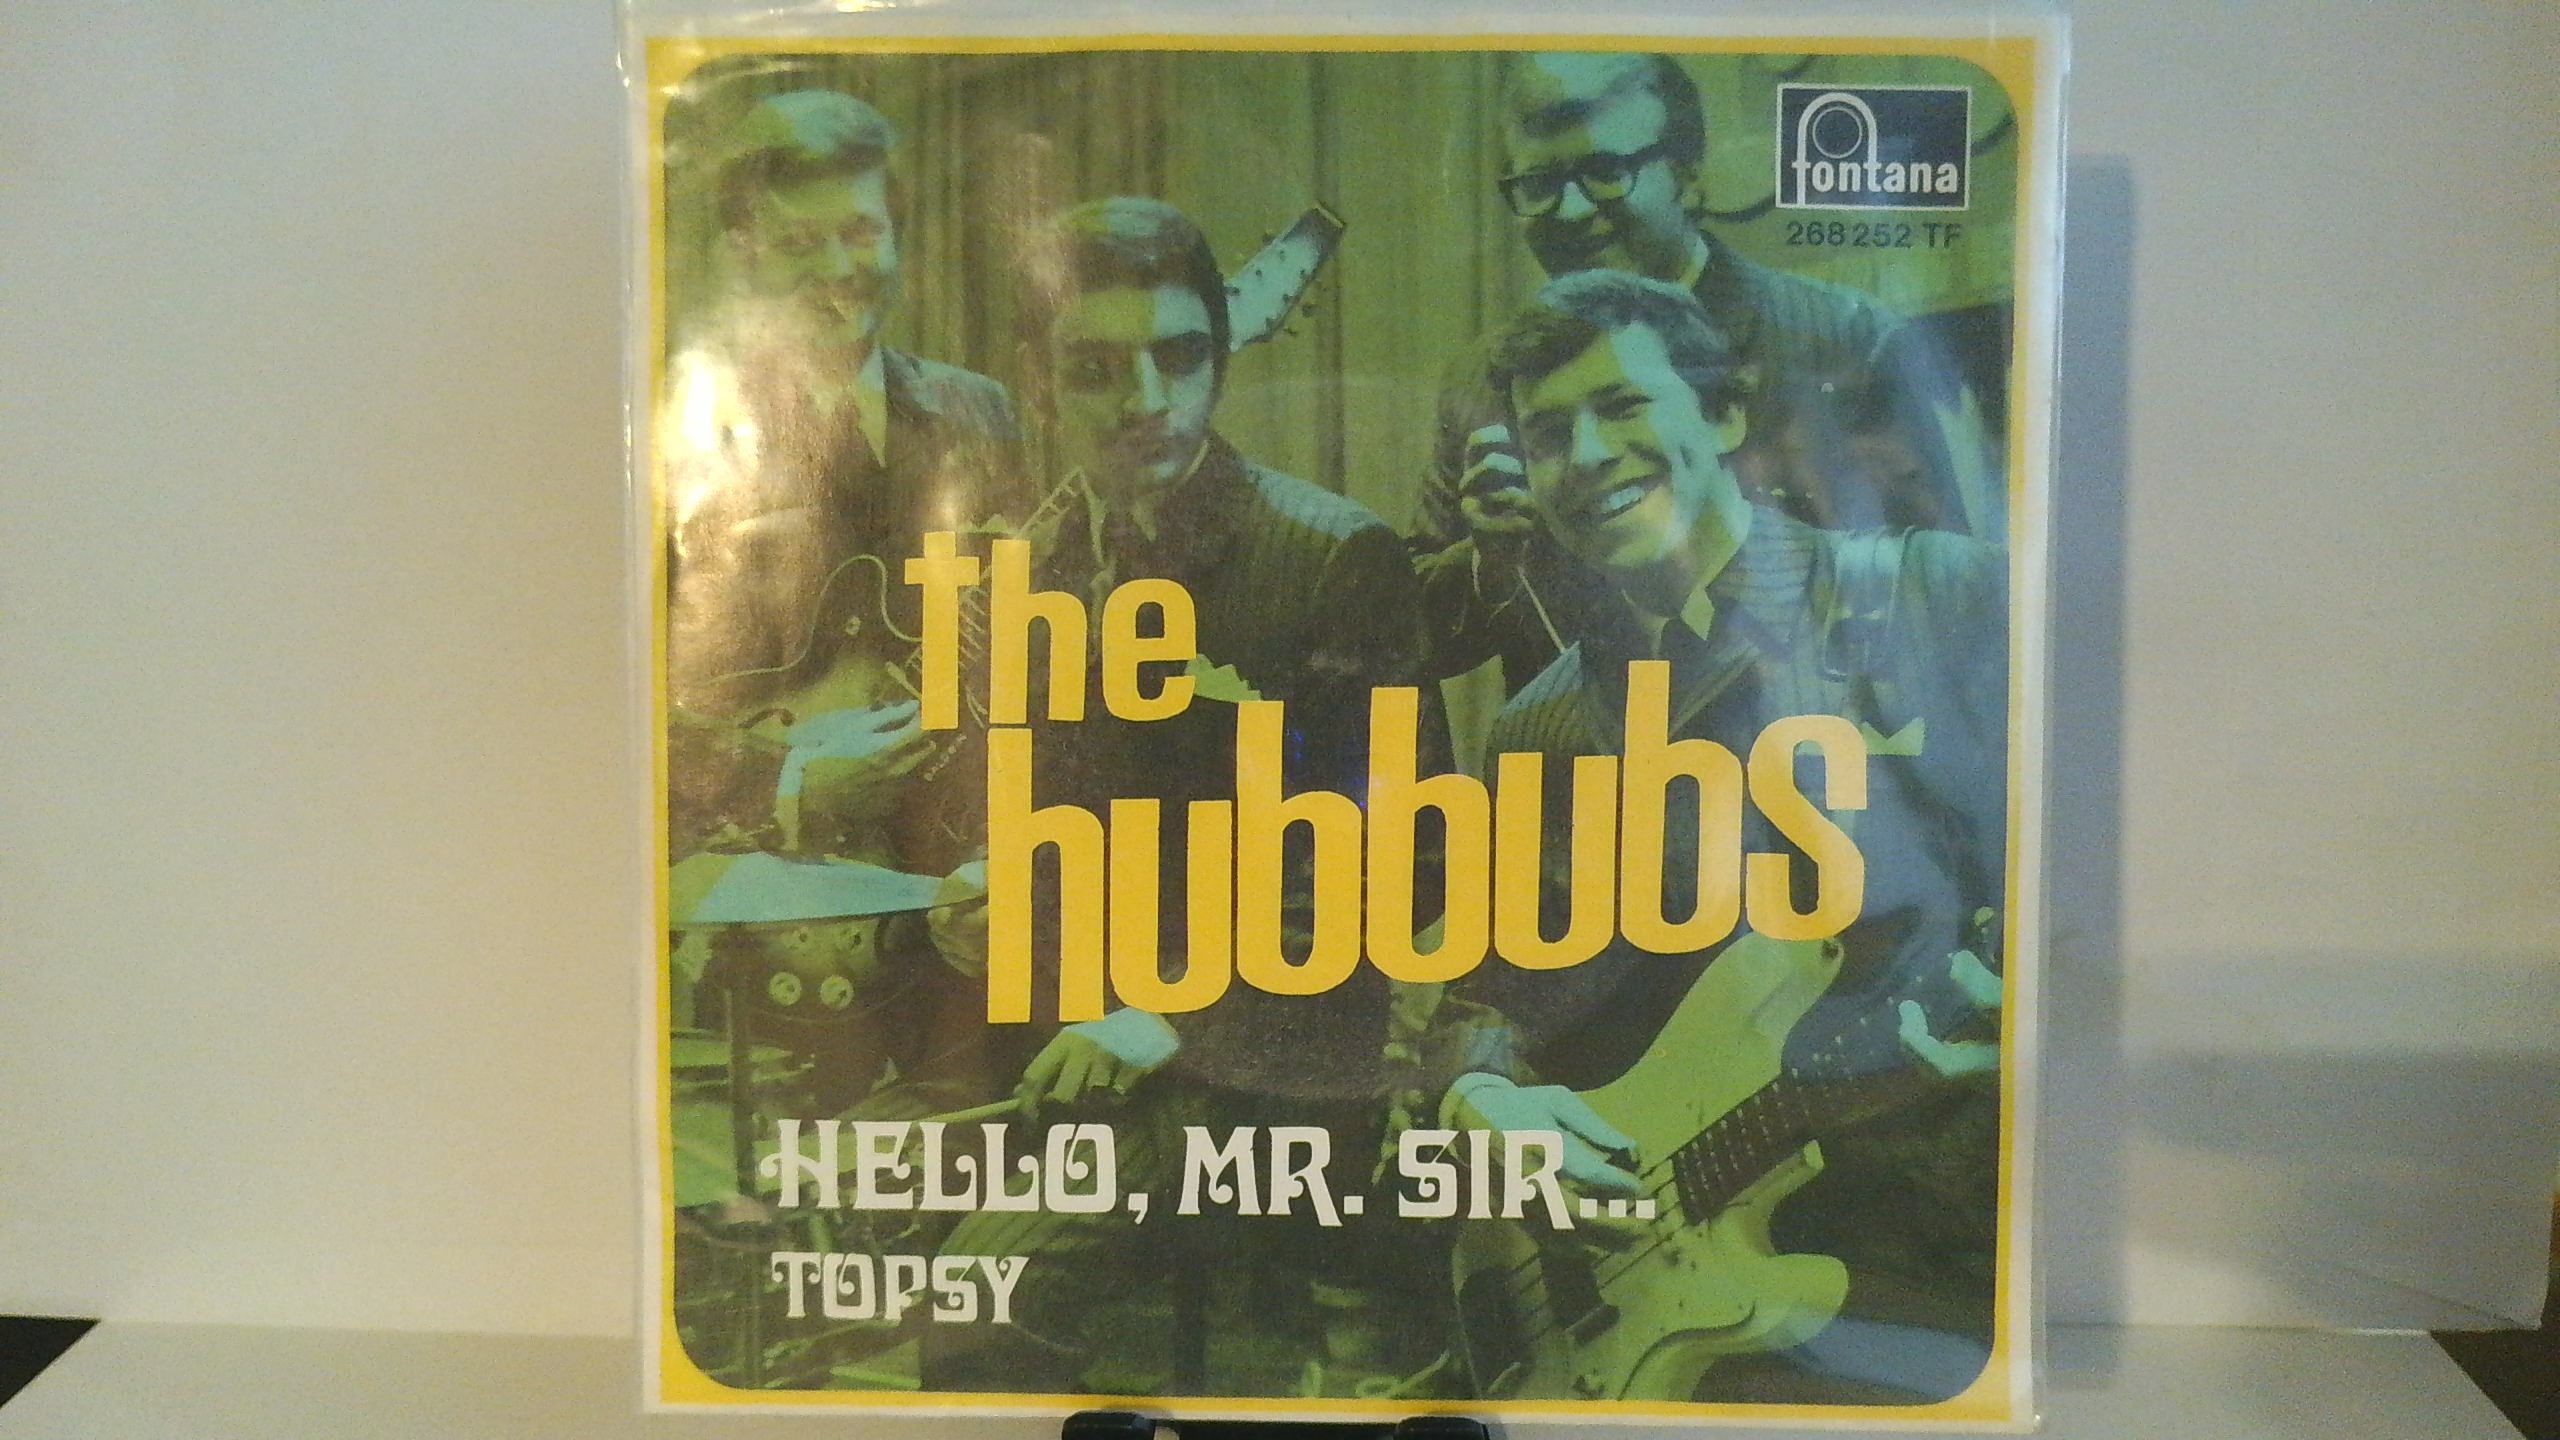 fontana
268 252 TF
the
hubbubs
HELLO, MR. SIR...
TOPSY